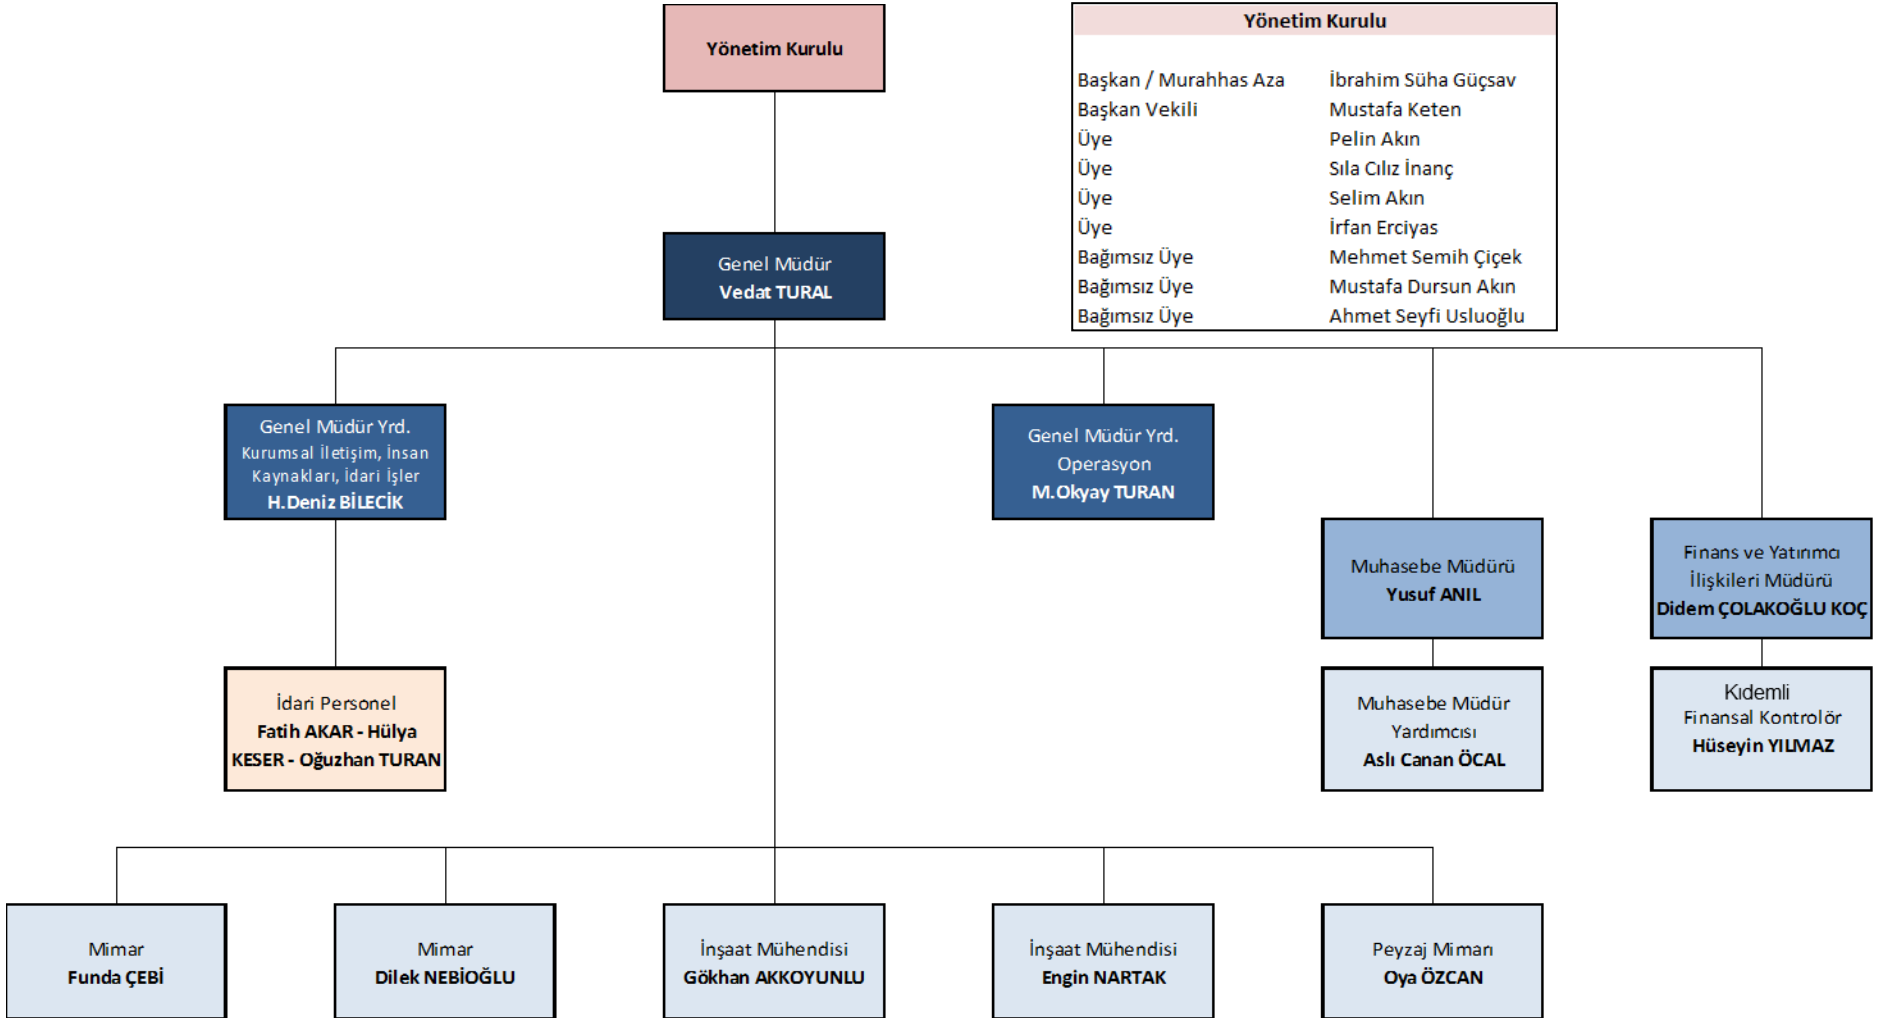 Yönetim Kurulu
Yönetim Kurulu
Başkan / Murahhas Aza İbrahim Süha Güçsav
Başkan Vekili Mustafa Keten
Üye Pelin Akın
Üye Sıla Cılız İnanç
Üye Selim Akın
Üye İrfan Erciyas
Bağımsız Üye Mehmet Semih Çiçek
Bağımsız Üye Mustafa Dursun Akın
Bağımsız Üye Ahmet Seyfi Usluoğlu
Genel Müdür
Vedat TURAL
Genel Müdür Yrd.
Kurumsal İletişim, İnsan
Kaynakları, İdari İşler
H.Deniz BİLECİK
Genel Müdür Yrd.
Operasyon
M.Okyay TURAN
Muhasebe Müdürü
Yusuf ANIL
Finans ve Yatırımcı
İlişkileri Müdürü
Didem ÇOLAKOĞLU KOÇ
İdari Personel
Fatih AKAR - Hülya
KESER - Oğuzhan TURAN
Muhasebe Müdür
Yardımcısı
Aslı Canan ÖCAL
Kıdemli
Finansal Kontrolör
Hüseyin YILMAZ
Mimar
Funda ÇEBİ
Mimar
Dilek NEBİOĞLU
İnşaat Mühendisi
Gökhan AKKOYUNLU
İnşaat Mühendisi
Engin NARTAK
Peyzaj Mimarı
Oya ÖZCAN